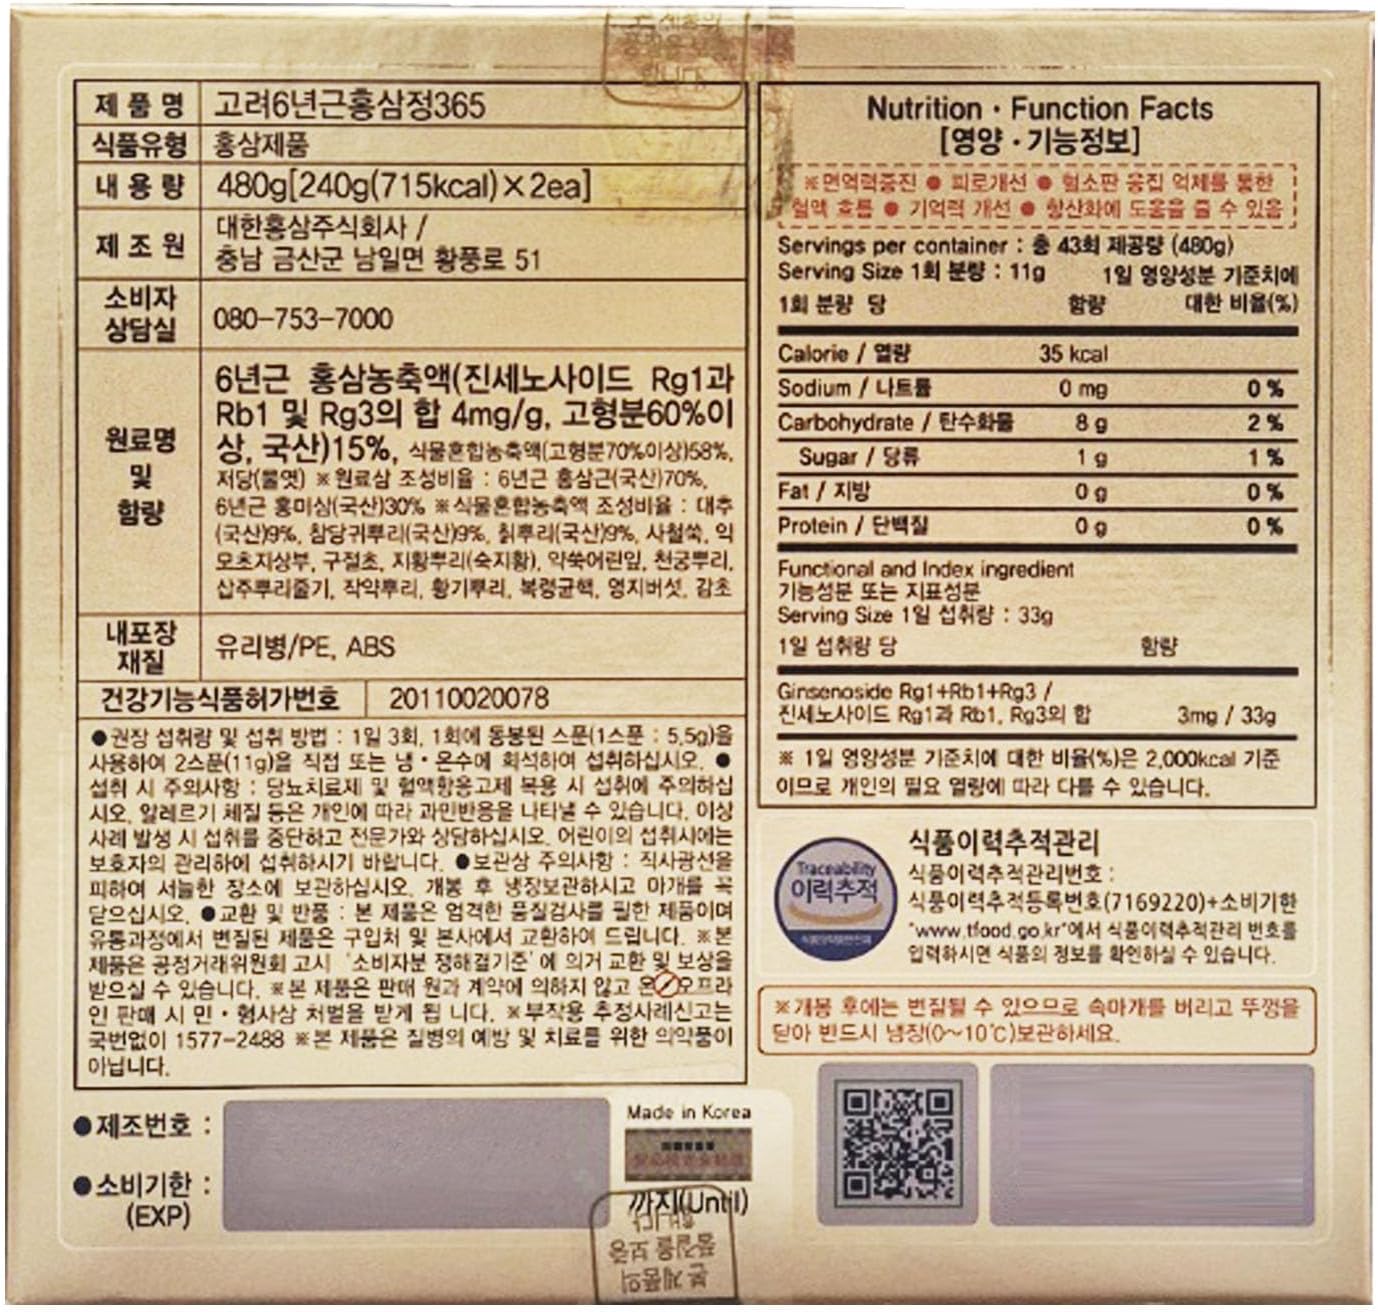 제 품 명 고려6년근홍삼정365
식품유형 홍삼제품
내 용 량 480g[240g(715kcal)×2ea]
제 조 원 대한홍삼주식회사 /
충남 금산군 남일면 황풍로 51
소비자
상담실 080-753-7000
원료명
및
함량
6년근 홍삼농축액(진세노사이드 Rg1과
Rb1 및 Rg3의 합 4mg/g, 고형분60%이
상, 국산)15%, 식물혼합농축액(고형분70%이상)58%,
저당(물엿) ※원료삼 조성비율 : 6년근 홍삼근(국산)70%,
6년근 홍미삼(국산)30% ※식물혼합농축액 조성비율 : 대추
(국산)9%, 참당귀뿌리(국산)9%, 칡뿌리(국산)9%, 사철쑥, 익
모초지상부, 구절초, 지황뿌리(숙지황), 약쑥어린잎, 천궁뿌리,
삽주뿌리줄기, 작약뿌리, 황기뿌리, 복령균핵, 영지버섯, 감초
내포장
재질 유리병/PE, ABS
건강기능식품허가번호 20110020078
●권장 섭취량 및 섭취 방법 : 1일 3회, 1회에 동봉된 스푼(1스푼 : 5.5g)을
사용하여 2스푼(11g)을 직접 또는 냉·온수에 희석하여 섭취하십시오. ●
섭취 시 주의사항 : 당뇨치료제 및 혈액항응고제 복용 시 섭취에 주의하십
시오. 알레르기 체질 등은 개인에 따라 과민반응을 나타낼 수 있습니다. 이상
사례 발생 시 섭취를 중단하고 전문가와 상담하십시오. 어린이의 섭취시에는
보호자의 관리하에 섭취하시기 바랍니다. ●보관상 주의사항 : 직사광선을
피하여 서늘한 장소에 보관하십시오. 개봉 후 냉장보관하시고 마개를 꼭
닫으십시오. ●교환 및 반품 : 본 제품은 엄격한 품질검사를 필한 제품이며
유통과정에서 변질된 제품은 구입처 및 본사에서 교환하여 드립니다. ※본
제품은 공정거래위원회 고시 '소비자분 쟁해결기준'에 의거 교환 및 보상을
받으실 수 있습니다. ※본 제품은 판매 원과 계약에 의하지 않고 온 오프라
인 판매 시 민·형사상 처벌을 받게 됩 니다. ※부작용 추정사례신고는
국번없이 1577-2488 ※본 제품은 질병의 예방 및 치료를 위한 의약품이
아닙니다.
●제조번호 :
●소비기한 :
(EXP)
Made in Korea
까지(Until)
본 제품의
품질을 보증
합니다
Nutrition · Function Facts
[영양 · 기능정보]
※면역력증진 ● 피로개선 ● 혈소판 응집 억제를 통한
혈액 흐름 ● 기억력 개선 ● 항산화에 도움을 줄 수 있음
Servings per container : 총 43회 제공량 (480g)
Serving Size 1회 분량 : 11g 1일 영양성분 기준치에
1회 분량 당 함량 대한 비율(%)
Calorie / 열량 35 kcal
Sodium / 나트륨 0 mg 0 %
Carbohydrate / 탄수화물 8 g 2 %
Sugar / 당류 1 g 1 %
Fat / 지방 0 g 0 %
Protein / 단백질 0 g 0 %
Functional and Index ingredient
기능성분 또는 지표성분
Serving Size 1일 섭취량 : 33g
1일 섭취량 당 함량
Ginsenoside Rg1+Rb1+Rg3 /
진세노사이드 Rg1과 Rb1, Rg3의 합 3mg / 33g
※ 1일 영양성분 기준치에 대한 비율(%)은 2,000kcal 기준
이므로 개인의 필요 열량에 따라 다를 수 있습니다.
Traceability
이력추적
식품이력추적관리
식품이력추적관리번호 :
식품이력추적등록번호(7169220)+소비기한
"www.tfood.go.kr"에서 식품이력추적관리 번호를
입력하시면 식품의 정보를 확인하실 수 있습니다.
※개봉 후에는 변질될 수 있으므로 속마개를 버리고 뚜껑을
닫아 반드시 냉장(0~10℃)보관하세요.